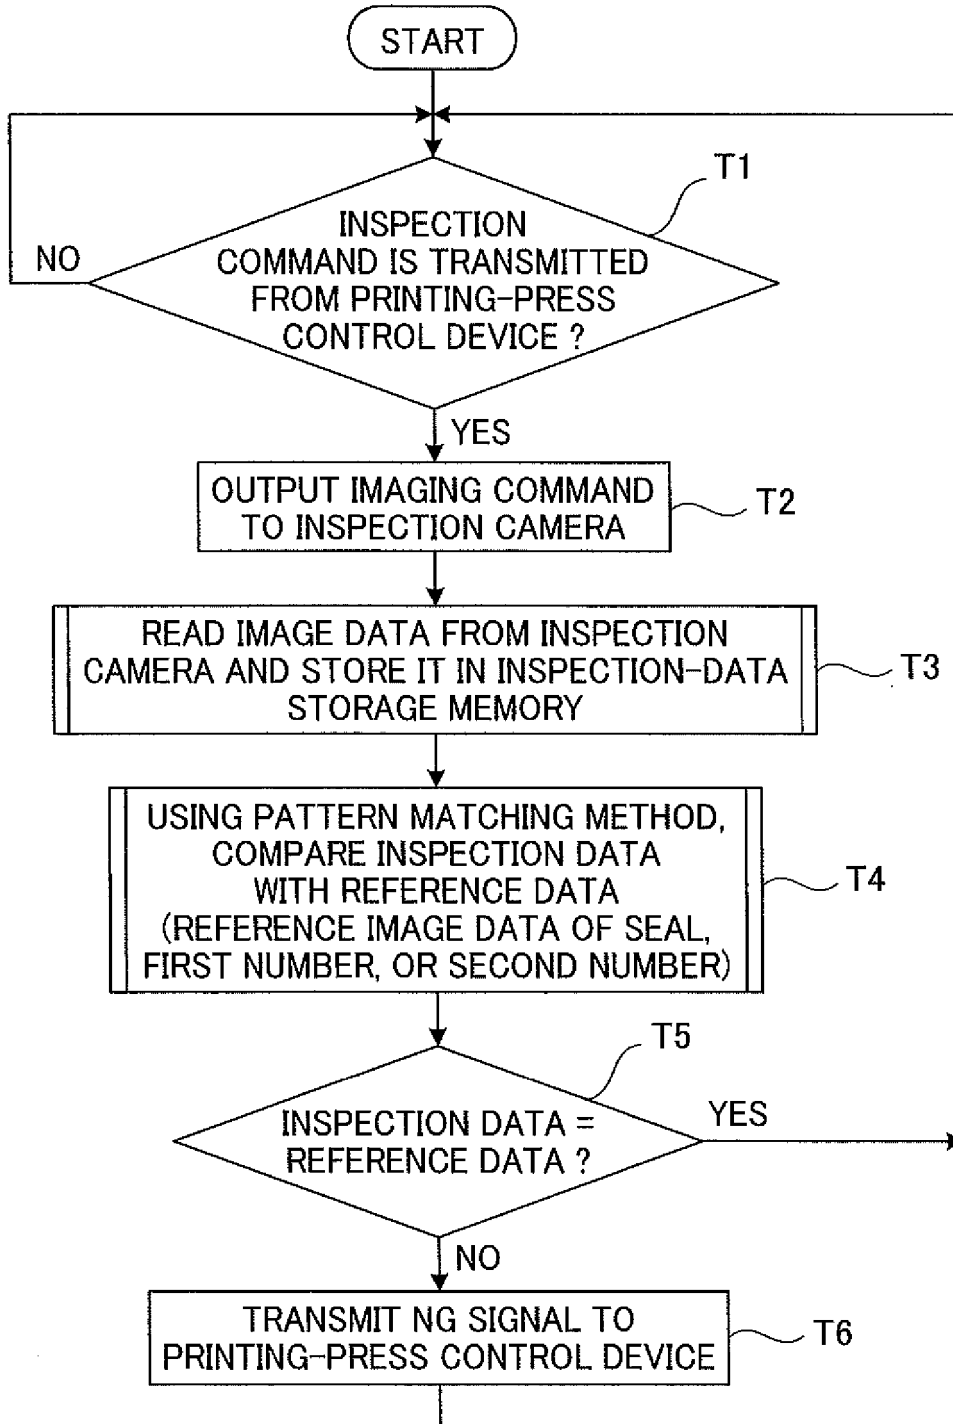 START
T1
INSPECTION
COMMAND IS TRANSMITTED
FROM PRINTING-PRESS
CONTROL DEVICE ?
NO
YES
OUTPUT IMAGING COMMAND
TO INSPECTION CAMERA
T2
READ IMAGE DATA FROM INSPECTION
CAMERA AND STORE IT IN INSPECTION-DATA
STORAGE MEMORY
T3
USING PATTERN MATCHING METHOD,
COMPARE INSPECTION DATA
WITH REFERENCE DATA
(REFERENCE IMAGE DATA OF SEAL,
FIRST NUMBER, OR SECOND NUMBER)
T4
T5
INSPECTION DATA =
REFERENCE DATA ?
YES
NO
TRANSMIT NG SIGNAL TO
PRINTING-PRESS CONTROL DEVICE
T6